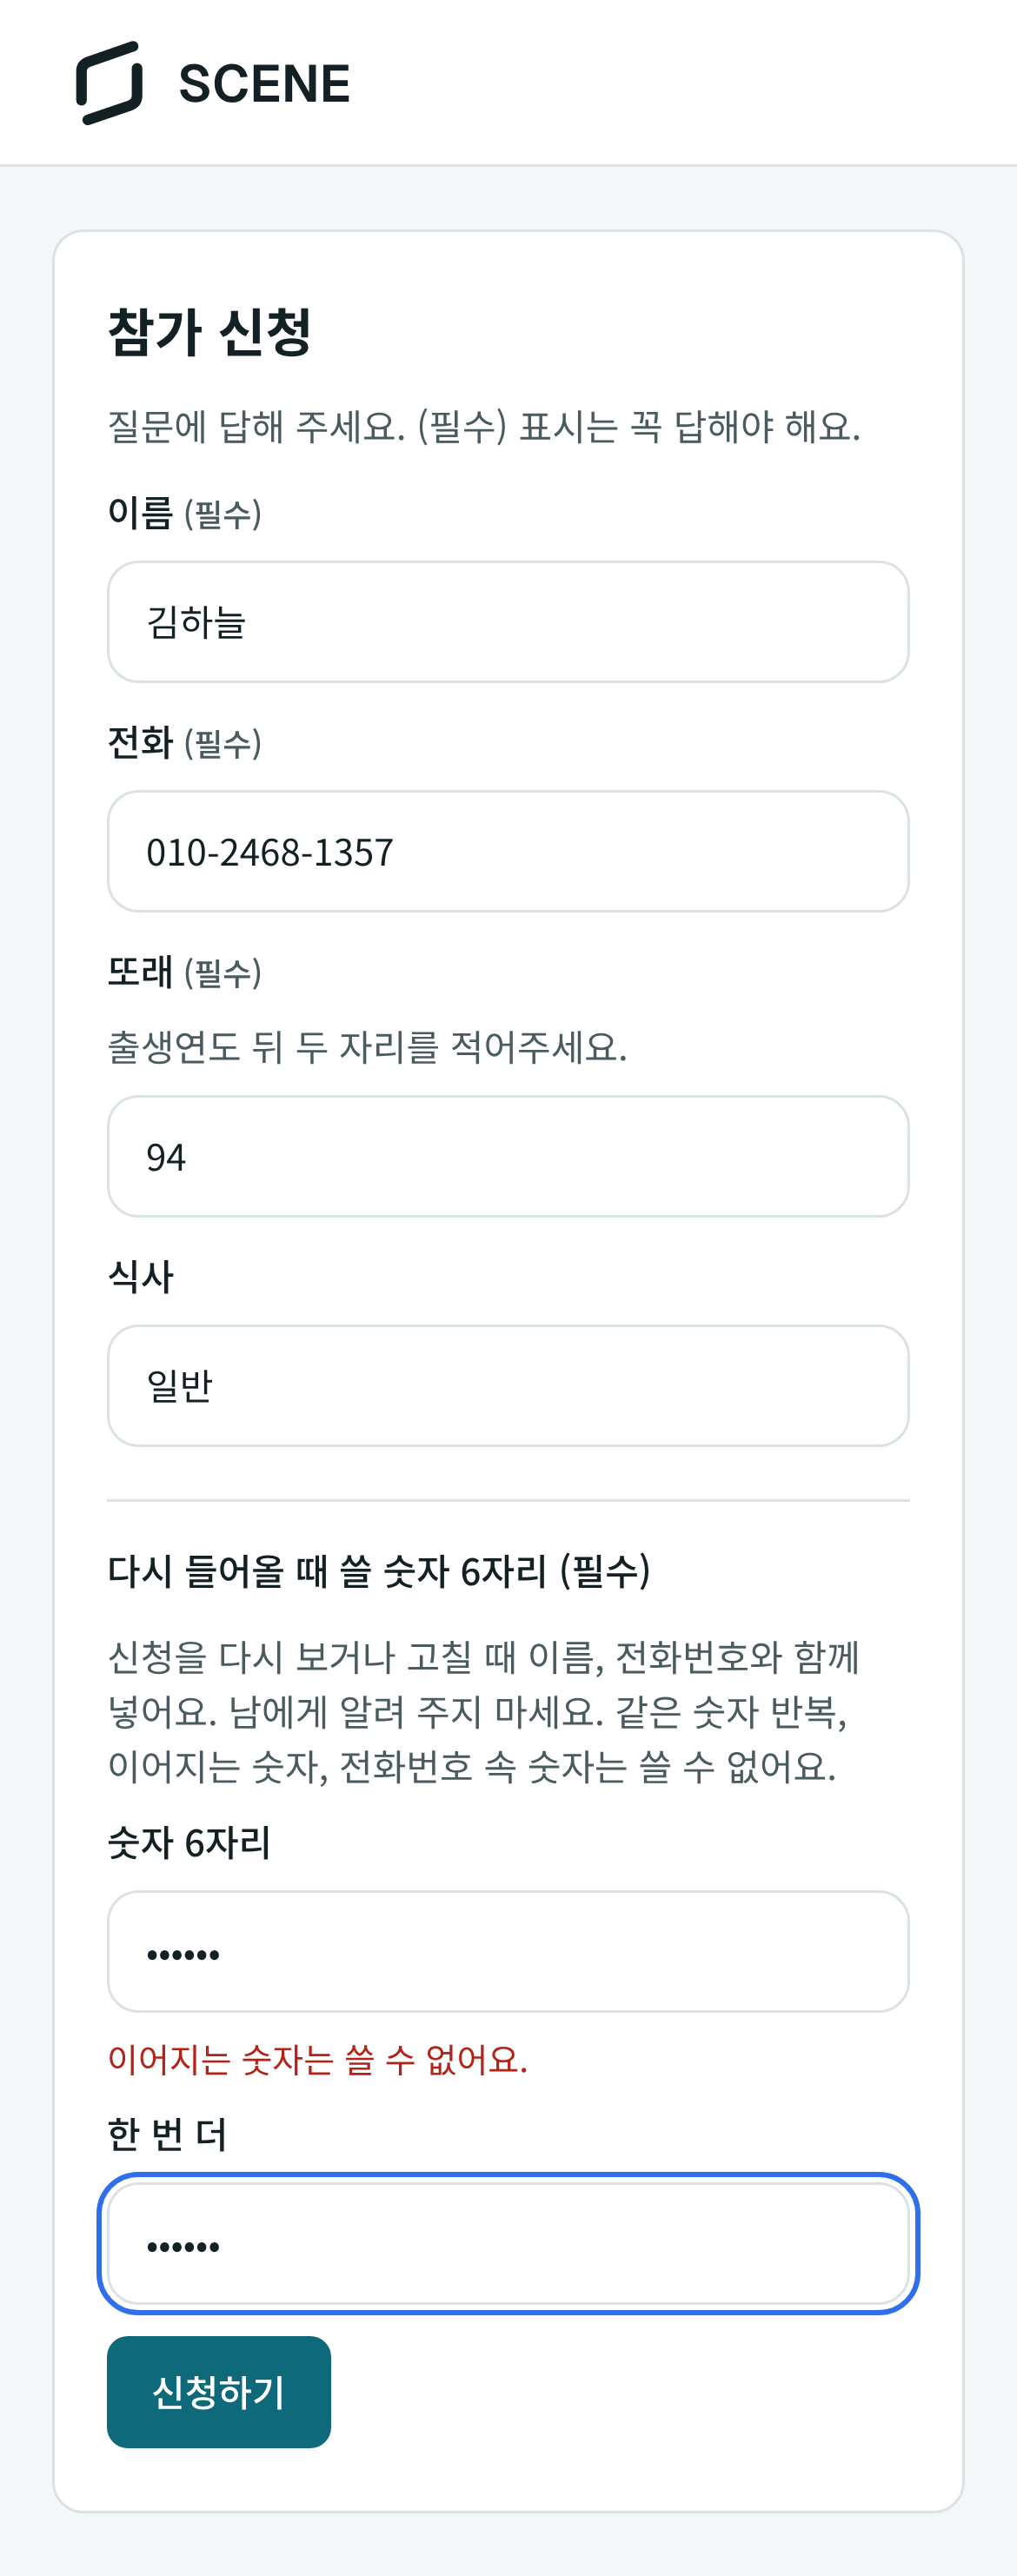 SCENE
참가 신청
질문에 답해 주세요. (필수) 표시는 꼭 답해야 해요.
이름 (필수)
김하늘
전화 (필수)
010-2468-1357
또래 (필수)
출생연도 뒤 두 자리를 적어주세요.
94
식사
일반
다시 들어올 때 쓸 숫자 6자리 (필수)
신청을 다시 보거나 고칠 때 이름, 전화번호와 함께
넣어요. 남에게 알려 주지 마세요. 같은 숫자 반복,
이어지는 숫자, 전화번호 속 숫자는 쓸 수 없어요.
숫자 6자리
••••••
이어지는 숫자는 쓸 수 없어요.
한 번 더
••••••
신청하기